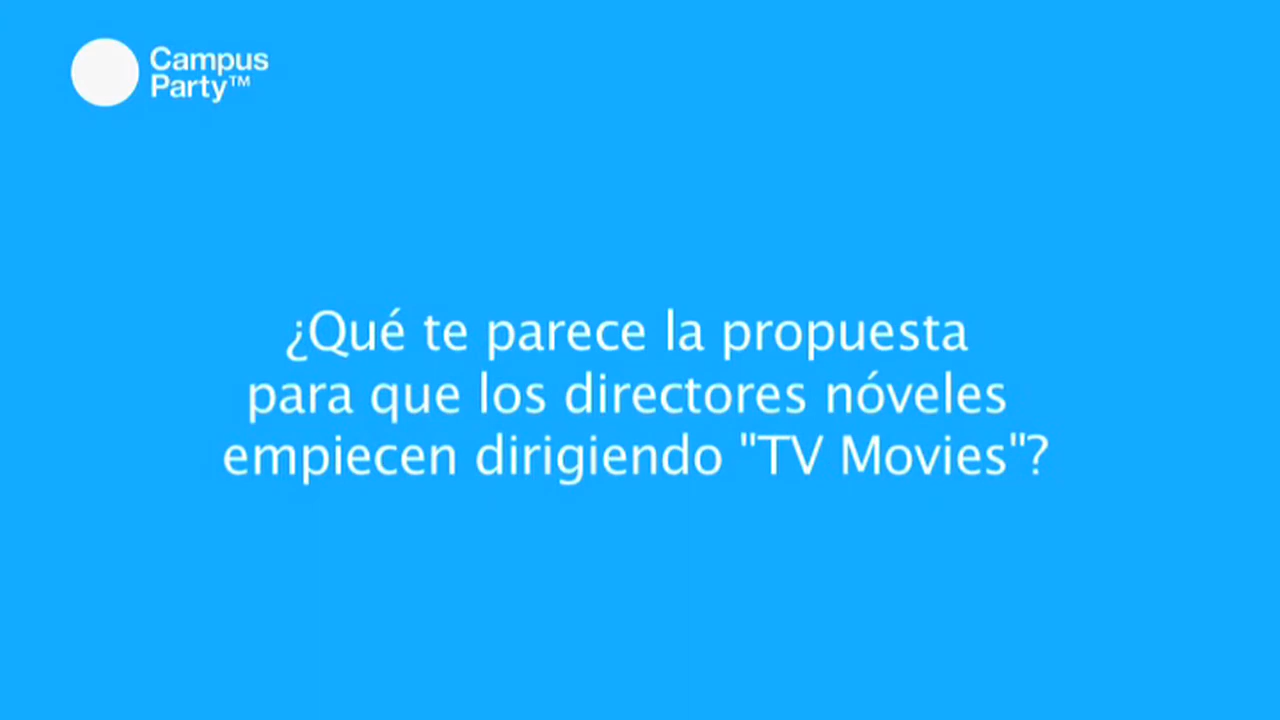 Campus
Party™
¿Qué te parece la propuesta
para que los directores nóveles
empiecen dirigiendo "TV Movies"?